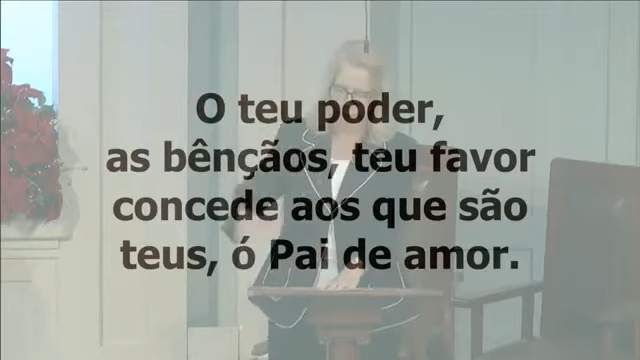 O teu poder,
as bênçãos, teu favor
concede aos que são
teus, ó Pai de amor.